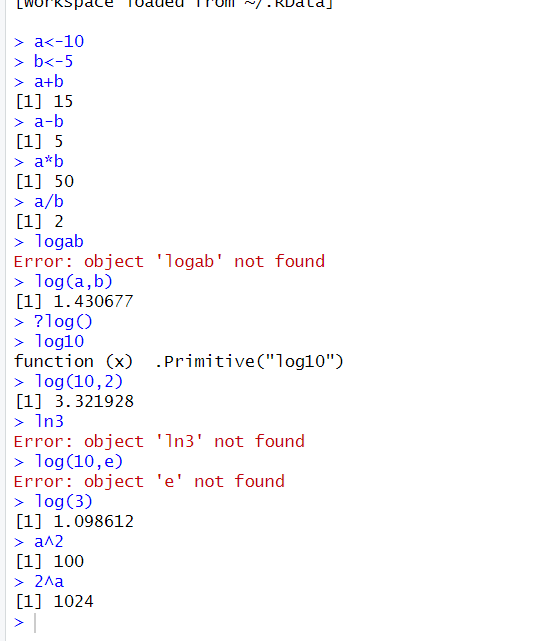 [Workspace loaded from ~/.RData]
> a<-10
> b<-5
> a+b
[1] 15
> a-b
[1] 5
> a*b
[1] 50
> a/b
[1] 2
> logab
Error: object 'logab' not found
> log(a,b)
[1] 1.430677
> ?log()
> log10
function (x)  .Primitive("log10")
> log(10,2)
[1] 3.321928
> ln3
Error: object 'ln3' not found
> log(10,e)
Error: object 'e' not found
> log(3)
[1] 1.098612
> a^2
[1] 100
> 2^a
[1] 1024
>